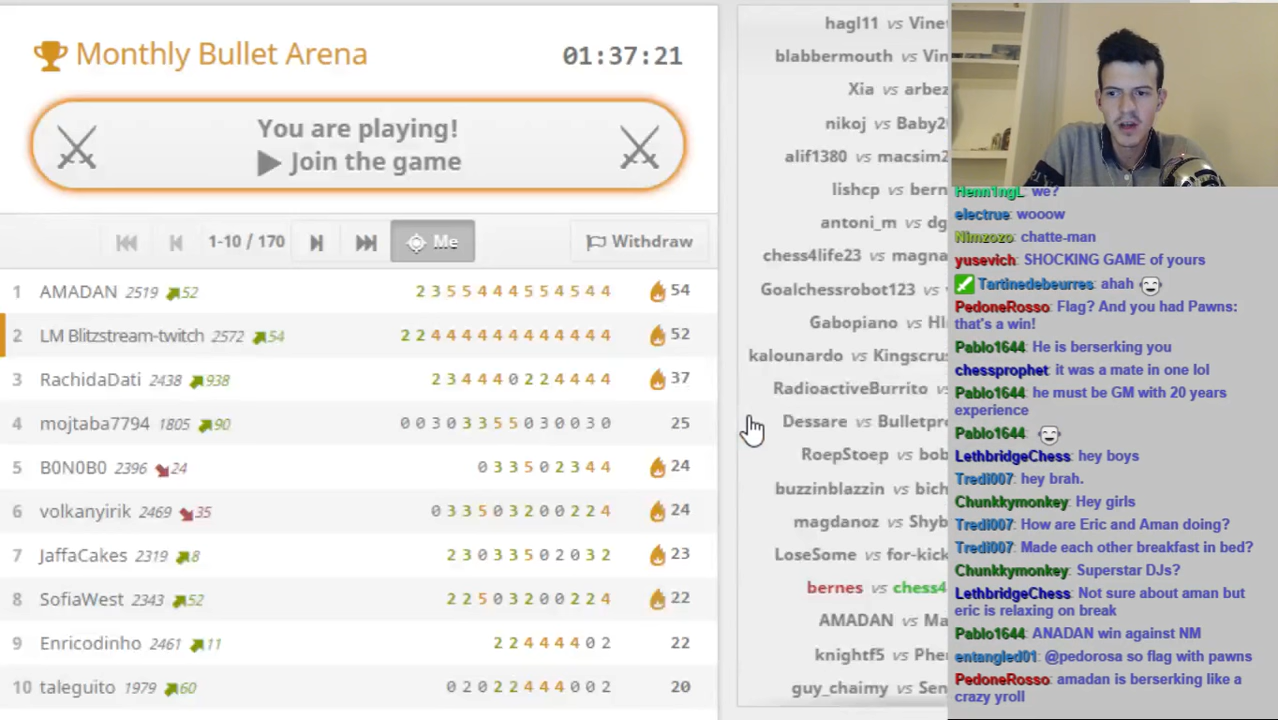 Monthly Bullet Arena 01:37:21
You are playing!
Join the game
1-10 / 170 Me Withdraw
1 AMADAN 2519 52 2 3 5 5 4 4 4 5 5 4 5 4 4 54
2 LM Blitzstream-twitch 2572 54 2 2 4 4 4 4 4 4 4 4 4 4 4 4 52
3 RachidaDati 2438 938 2 3 4 4 4 0 2 2 4 4 4 4 37
4 mojtaba7794 1805 90 0 0 3 0 3 3 5 5 0 3 0 0 3 0 25
5 B0N0B0 2396 24 0 3 3 5 0 2 3 4 4 24
6 volkanyirik 2469 35 0 3 3 5 0 3 2 0 0 2 2 4 24
7 JaffaCakes 2319 8 2 3 0 3 3 5 0 2 0 3 2 23
8 SofiaWest 2343 52 2 2 5 0 3 2 0 0 2 2 4 22
9 Enricodinho 2461 11 2 2 4 4 4 4 0 2 22
10 taleguito 1979 60 0 2 0 2 2 4 4 4 0 0 2 20
hagl11 vs
blabbermouth vs
Xia vs
nikoj vs
alif1380 vs
lishcp vs
antoni_m vs
chess4life23 vs
Goalchessrobot123 vs
Gabopiano vs
kalounardo vs
RadioactiveBurrito vs
Dessare vs
RoepStoep vs
buzzinblazzin vs
magdanoz vs
LoseSome vs
bernes vs
AMADAN vs
knightf5 vs
guy_chaimy vs
Henn1ngL: we?
electrue: wooow
Nimzozo: chatte-man
yusevich: SHOCKING GAME of yours
Tartinedebeurres: ahah
PedoneRosso: Flag? And you had Pawns:
that's a win!
Pablo1644: He is berserking you
chessprophet: it was a mate in one lol
Pablo1644: he must be GM with 20 years
experience
Pablo1644:
LethbridgeChess: hey boys
Tredi007: hey brah.
Chunkkymonkey: Hey girls
Tredi007: How are Eric and Aman doing?
Tredi007: Made each other breakfast in bed?
Chunkkymonkey: Superstar DJs?
LethbridgeChess: Not sure about aman but
eric is relaxing on break
Pablo1644: ANADAN win against NM
entangled01: @pedorosa so flag with pawns
PedoneRosso: amadan is berserking like a
crazy yroll